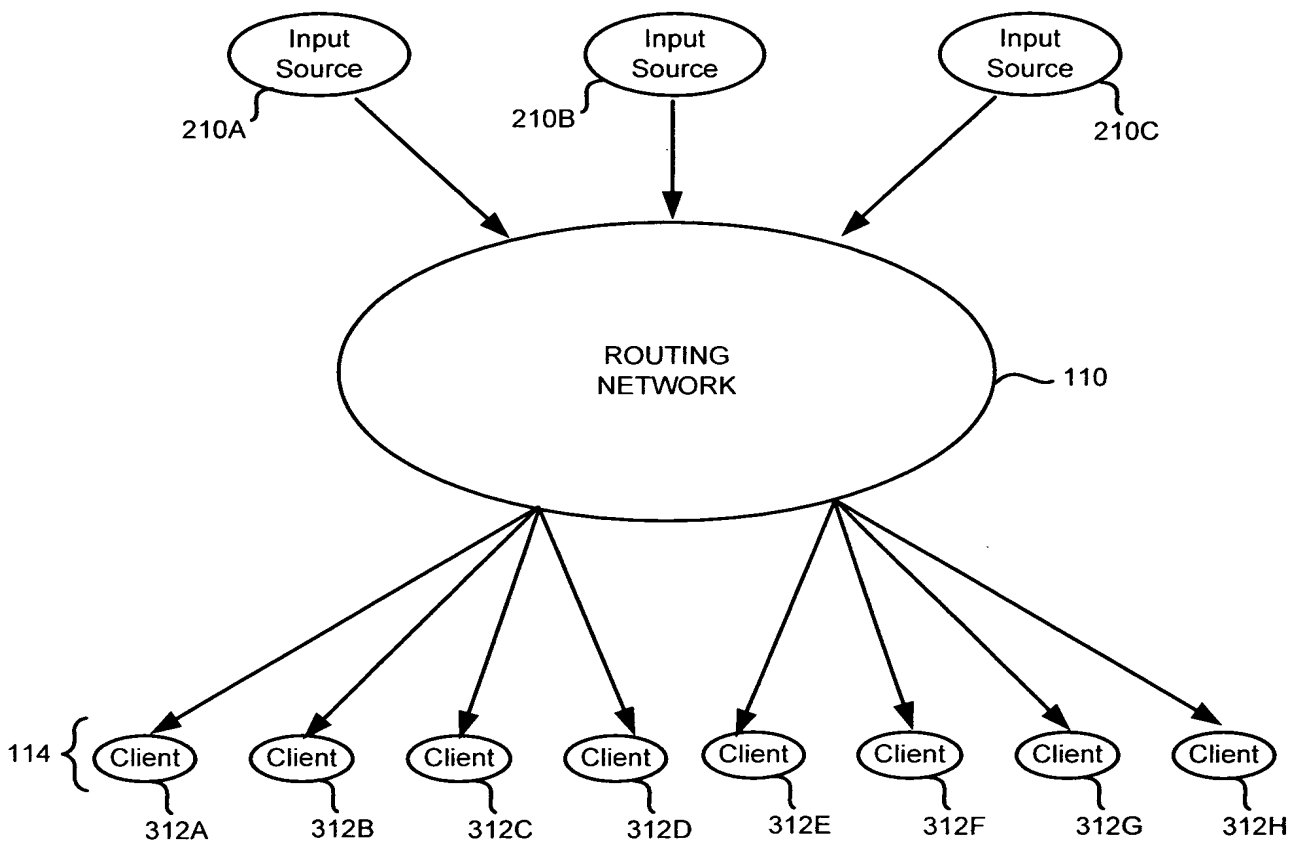 Input
Source
Input
Source
Input
Source
210A
210B
210C
ROUTING
NETWORK
110
114
Client
Client
Client
Client
Client
Client
Client
Client
312A
312B
312C
312D
312E
312F
312G
312H